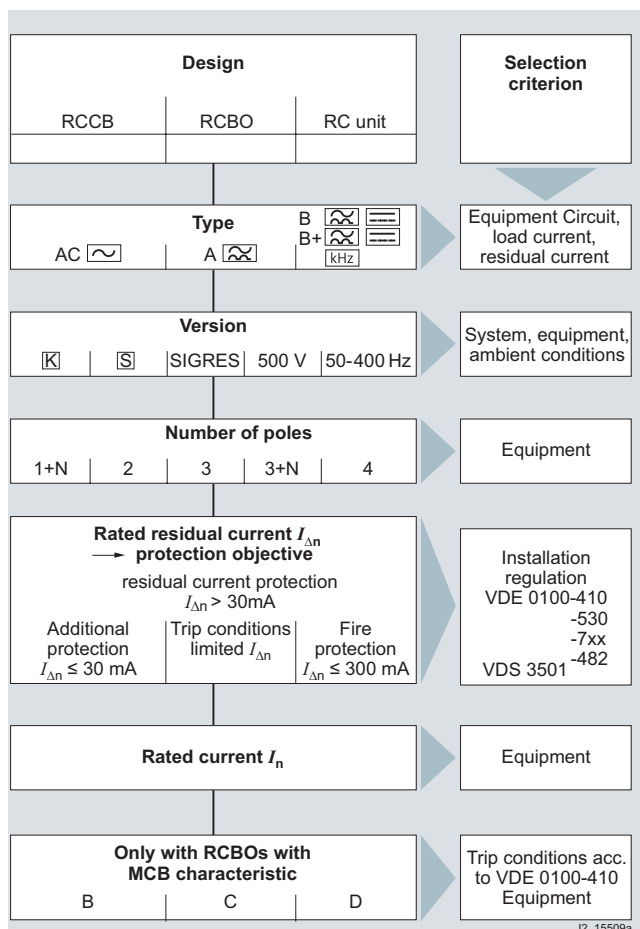 Design
RCCB RCBO RC unit
Selection
criterion
Type
AC A
B
B+
kHz
Equipment Circuit,
load current,
residual current
Version
K S SIGRES 500 V 50-400 Hz
System, equipment,
ambient conditions
Number of poles
1+N 2 3 3+N 4
Equipment
Rated residual current IΔn
→ protection objective
residual current protection
IΔn > 30mA
Additional
protection
IΔn ≤ 30 mA
Trip conditions
limited IΔn
Fire
protection
IΔn ≤ 300 mA
Installation
regulation
VDE 0100-410
-530
-7xx
-482
VDS 3501
Rated current In
Equipment
Only with RCBOs with
MCB characteristic
B C D
Trip conditions acc.
to VDE 0100-410
Equipment
I2_15509a